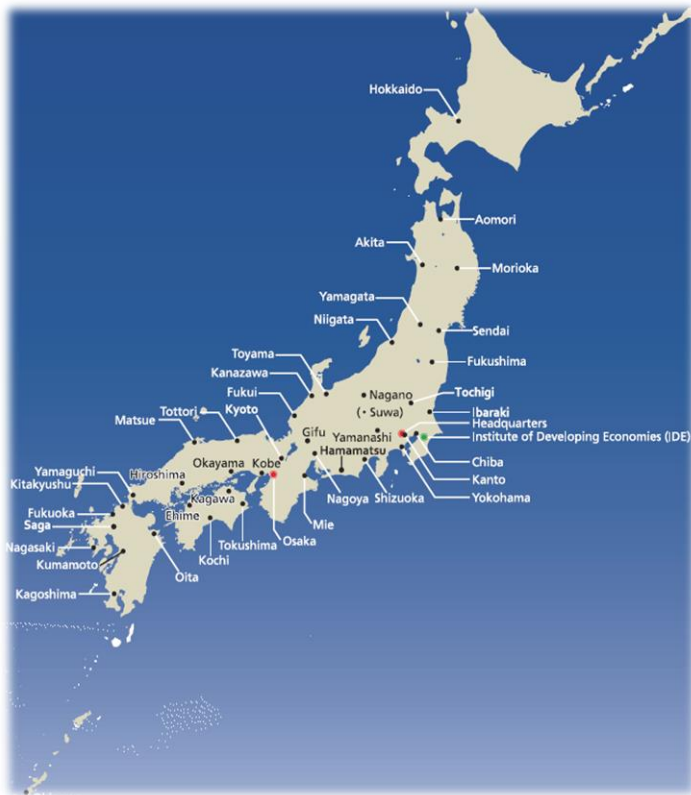 Hokkaido
Aomori
Akita
Morioka
Yamagata
Niigata
Sendai
Toyama
Fukushima
Kanazawa
Fukui
Nagano
Tochigi
Tottori
Kyoto
(・Suwa)
Ibaraki
Matsue
Headquarters
Gifu
Yamanashi
Institute of Developing Economies (IDE)
Hamamatsu
Okayama
Kobe
Chiba
Yamaguchi
Hiroshima
Kanto
Kitakyushu
Nagoya
Shizuoka
Yokohama
Kagawa
Fukuoka
Ehime
Mie
Saga
Tokushima
Osaka
Nagasaki
Kochi
Kumamoto
Oita
Kagoshima